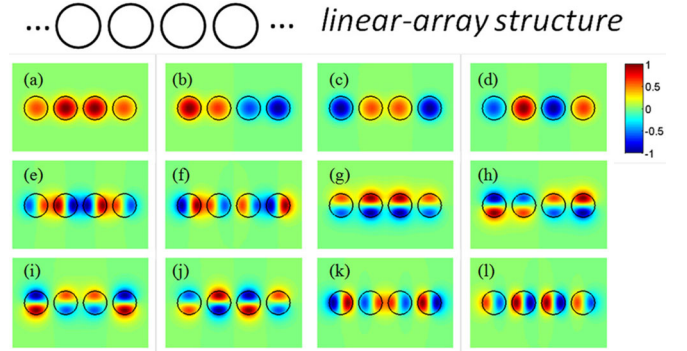 ... ... linear-array structure
(a) (b) (c) (d)
1
0.5
0
-0.5
-1
(e) (f) (g) (h)
(i) (j) (k) (l)